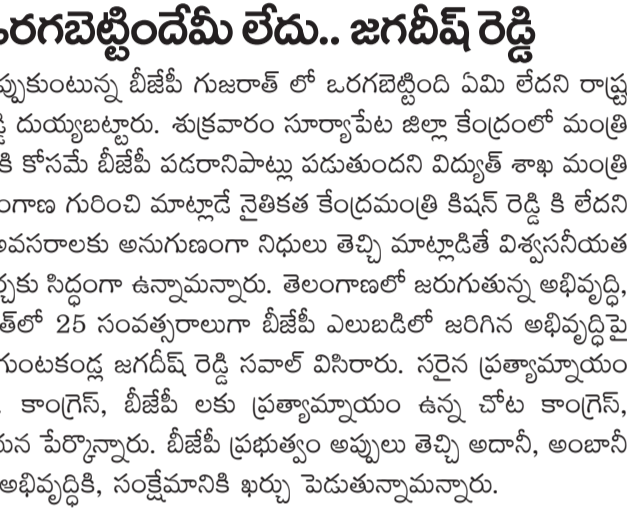 ఒరగబెట్టిందేమీ లేదు.. జగదీష్ రెడ్డి
ప్పుకుంటున్న బీజేపీ గుజరాత్ లో ఒరగబెట్టింది ఏమి లేదని రాష్ట్ర
డ్డి దుయ్యబట్టారు. శుక్రవారం సూర్యాపేట జిల్లా కేంద్రంలో మంత్రి
కి కోసమే బీజేపీ పడరానిపాట్లు పడుతుందని విద్యుత్ శాఖ మంత్రి
ంగాణ గురించి మాట్లాడే నైతికత కేంద్రమంత్రి కిషన్ రెడ్డి కి లేదని
అవసరాలకు అనుగుణంగా నిధులు తెచ్చి మాట్లాడితే విశ్వసనీయత
ర్చకు సిద్ధంగా ఉన్నామన్నారు. తెలంగాణలో జరుగుతున్న అభివృద్ధి,
త్‌లో 25 సంవత్సరాలుగా బీజేపీ ఎలుబడిలో జరిగిన అభివృద్ధిపై
గుంటకండ్ల జగదీష్ రెడ్డి సవాల్ విసిరారు. సరైన ప్రత్యామ్నాయం
. కాంగ్రెస్, బీజేపీ లకు ప్రత్యామ్నాయం ఉన్న చోట కాంగ్రెస్,
యన పేర్కొన్నారు. బీజేపీ ప్రభుత్వం అప్పులు తెచ్చి అదానీ, అంబానీ
అభివృద్ధికి, సంక్షేమానికి ఖర్చు పెడుతున్నామన్నారు.